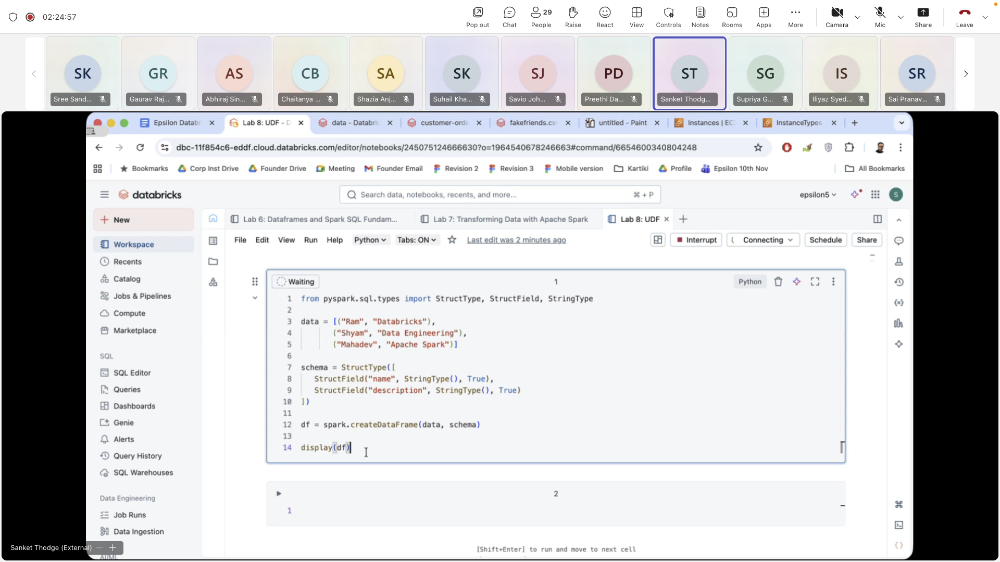 02:24:57
Pop out
Chat
29
People
Raise
React
View
Controls
Notes
Rooms
Apps
More
Camera
Mic
Share
Leave
SK GR AS CB SA SK SJ PD ST SG IS SR
Sree Sand... Gaurav Raj... Abhiraj Sin... Chaitanya ... Shazia Anj... Suhail Kha... Savio Joh... Preethi Da... Sanket Thodg... Supriya G... Iliyaz Syed... Sai Pranav...
Epsilon Databr Lab 8: UDF - D data - Databric customer-orde fakefriends.cs untitled - Paint Instances | EC InstanceTypes
dbc-11f854c6-eddf.cloud.databricks.com/editor/notebooks/245075124666630?o=1964540678246663#command/6654600340804248
Bookmarks Corp Inst Drive Founder Drive Meeting Founder Email Revision 2 Revision 3 Mobile version Kartiki Profile Epsilon 10th Nov All Bookmarks
databricks
Search data, notebooks, recents, and more... ⌘ + P
epsilon5
S
New
Workspace
Recents
Catalog
Jobs & Pipelines
Compute
Marketplace
SQL
SQL Editor
Queries
Dashboards
Genie
Alerts
Query History
SQL Warehouses
Data Engineering
Job Runs
Data Ingestion
AI/ML
Lab 6: Dataframes and Spark SQL Fundam... Lab 7: Transforming Data with Apache Spark Lab 8: UDF
File Edit View Run Help Python Tabs: ON Last edit was 2 minutes ago Interrupt Connecting Schedule Share
Waiting 1 Python
1 from pyspark.sql.types import StructType, StructField, StringType
2
3 data = [("Ram", "Databricks"),
4 ("Shyam", "Data Engineering"),
5 ("Mahadev", "Apache Spark")]
6
7 schema = StructType([
8 StructField("name", StringType(), True),
9 StructField("description", StringType(), True)
10 ])
11
12 df = spark.createDataFrame(data, schema)
13
14 display(df)
2
1
[Shift+Enter] to run and move to next cell
Sanket Thodge (External)